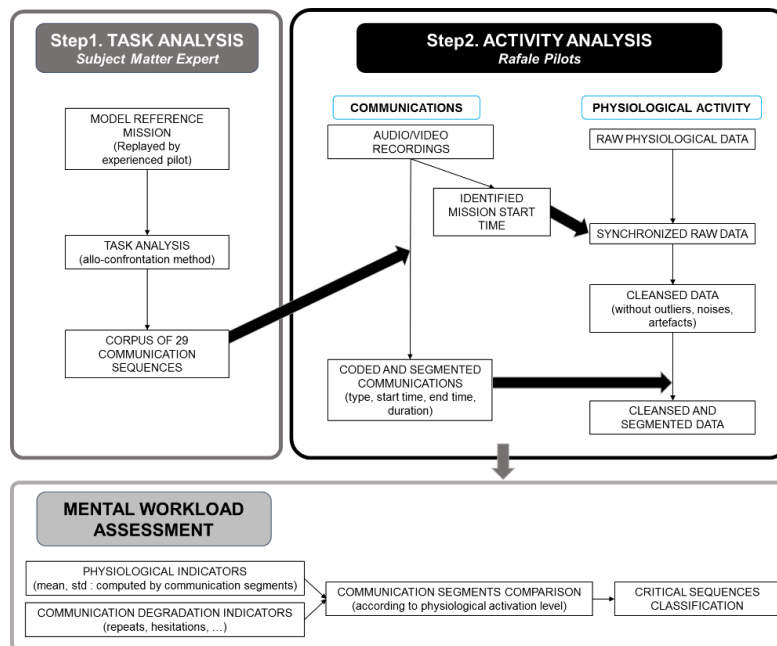 Step1. TASK ANALYSIS
Subject Matter Expert
MODEL REFERENCE
MISSION
(Replayed by
experienced pilot)
TASK ANALYSIS
(allo-confrontation method)
CORPUS OF 29
COMMUNICATION
SEQUENCES
Step2. ACTIVITY ANALYSIS
Rafale Pilots
COMMUNICATIONS
AUDIO/VIDEO
RECORDINGS
IDENTIFIED
MISSION START
TIME
CODED AND SEGMENTED
COMMUNICATIONS
(type, start time, end time,
duration)
PHYSIOLOGICAL ACTIVITY
RAW PHYSIOLOGICAL DATA
SYNCHRONIZED RAW DATA
CLEANSED DATA
(without outliers, noises,
artefacts)
CLEANSED AND
SEGMENTED DATA
MENTAL WORKLOAD
ASSESSMENT
PHYSIOLOGICAL INDICATORS
(mean, std : computed by communication segments)
COMMUNICATION DEGRADATION INDICATORS
(repeats, hesitations, …)
COMMUNICATION SEGMENTS COMPARISON
(according to physiological activation level)
CRITICAL SEQUENCES
CLASSIFICATION